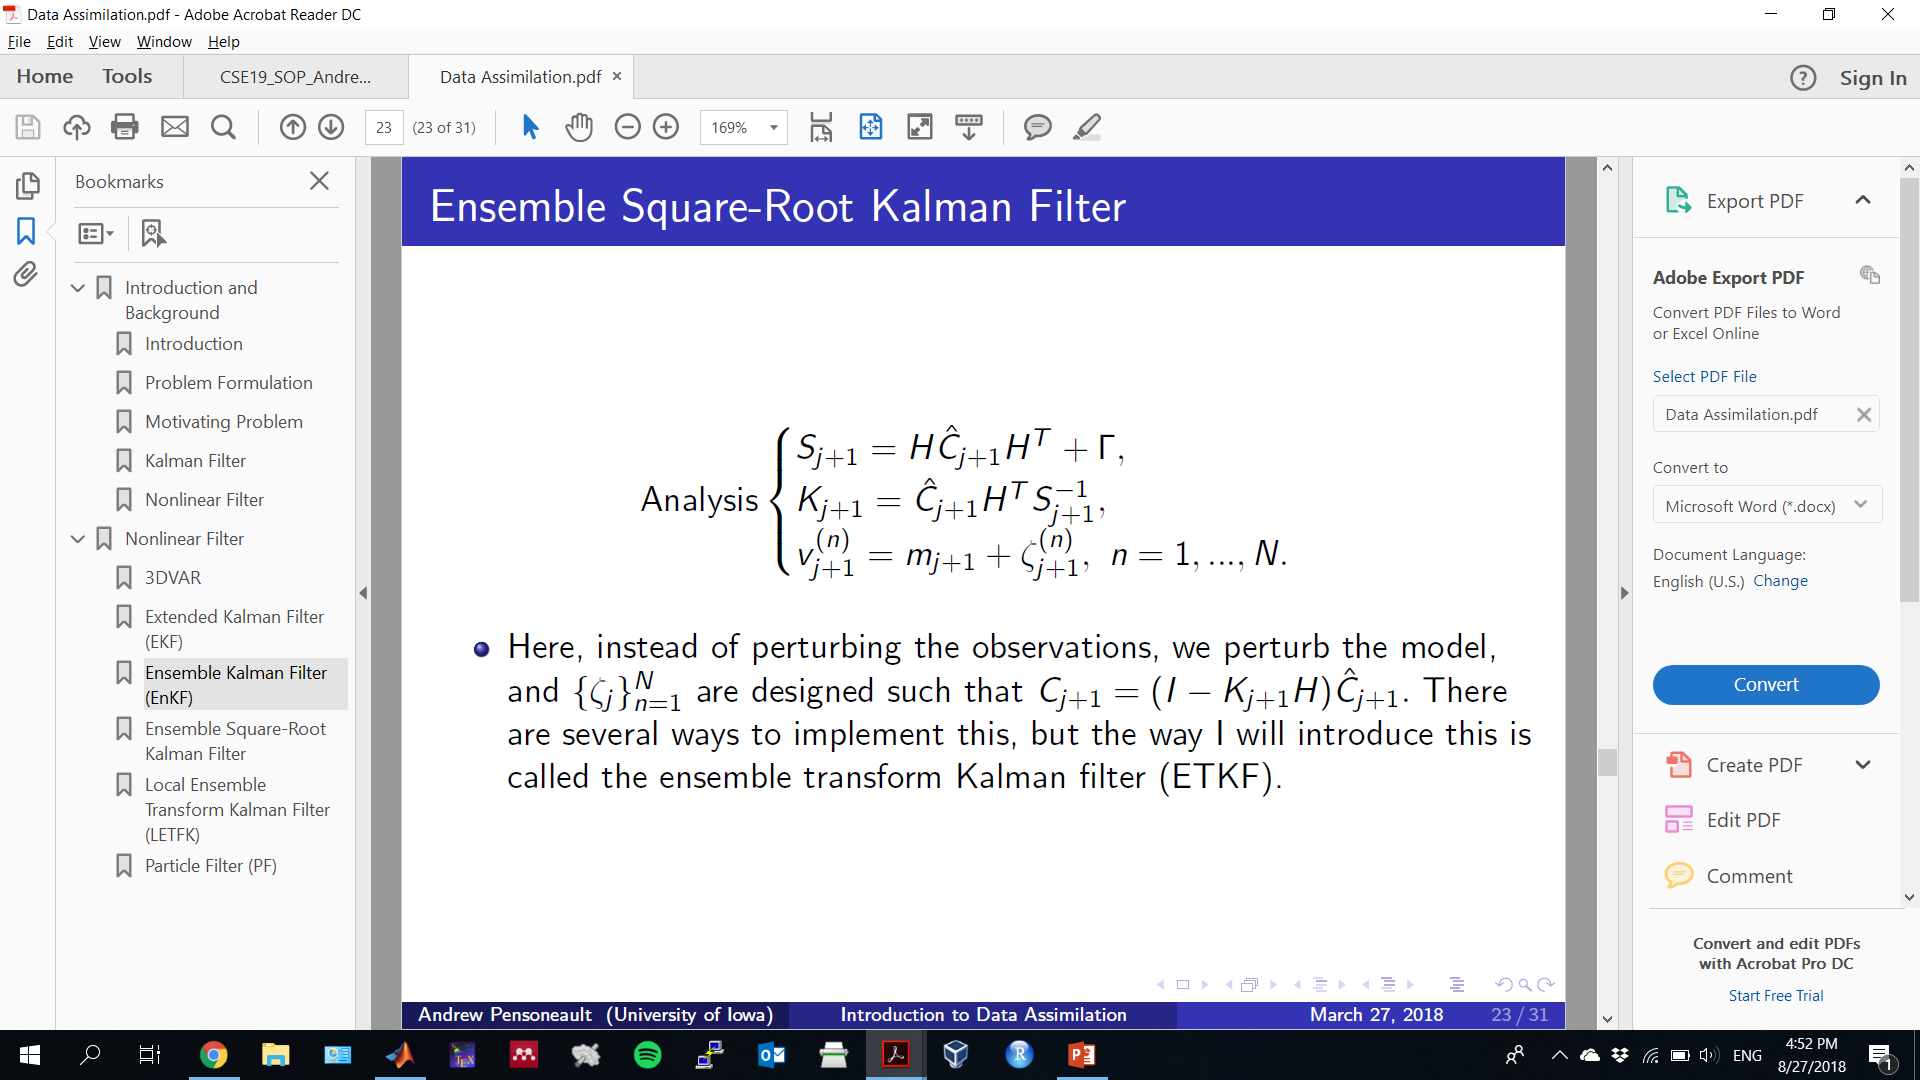 Data Assimilation.pdf - Adobe Acrobat Reader DC
File Edit View Window Help
Home Tools CSE19_SOP_Andre... Data Assimilation.pdf × ? Sign In
23 (23 of 31) 169%
Bookmarks
Introduction and
Background
Introduction
Problem Formulation
Motivating Problem
Kalman Filter
Nonlinear Filter
Nonlinear Filter
3DVAR
Extended Kalman Filter
(EKF)
Ensemble Kalman Filter
(EnKF)
Ensemble Square-Root
Kalman Filter
Local Ensemble
Transform Kalman Filter
(LETFK)
Particle Filter (PF)
Ensemble Square-Root Kalman Filter
Analysis { S_{j+1} = HĈ_{j+1}H^T + Γ,
K_{j+1} = Ĉ_{j+1}H^T S_{j+1}^{-1},
v_{j+1}^{(n)} = m_{j+1} + ζ_{j+1}^{(n)}, n = 1, ..., N.
Here, instead of perturbing the observations, we perturb the model,
and {ζ_j}_{n=1}^N are designed such that C_{j+1} = (I − K_{j+1}H)Ĉ_{j+1}. There
are several ways to implement this, but the way I will introduce this is
called the ensemble transform Kalman filter (ETKF).
Andrew Pensoneault (University of Iowa) Introduction to Data Assimilation March 27, 2018 23 / 31
Export PDF
Adobe Export PDF
Convert PDF Files to Word
or Excel Online
Select PDF File
Data Assimilation.pdf
Convert to
Microsoft Word (*.docx)
Document Language:
English (U.S.) Change
Convert
Create PDF
Edit PDF
Comment
Convert and edit PDFs
with Acrobat Pro DC
Start Free Trial
ENG
4:52 PM
8/27/2018
1